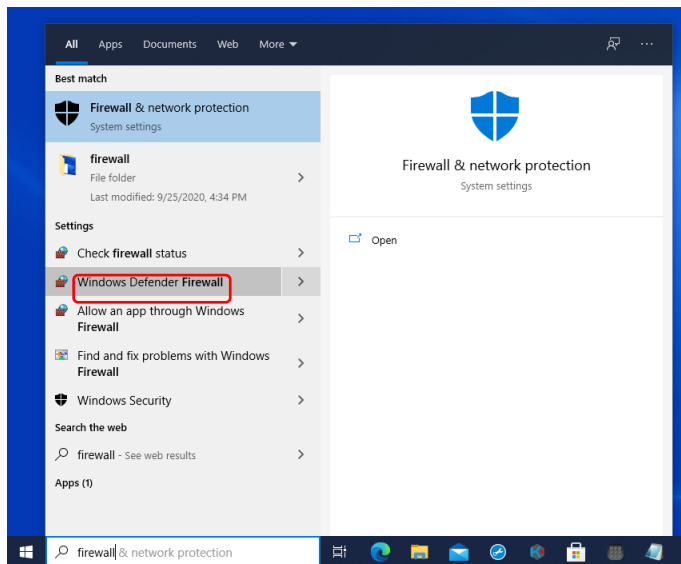 All Apps Documents Web More
Best match
Firewall & network protection
System settings
firewall
File folder
Last modified: 9/25/2020, 4:34 PM
Settings
Check firewall status
Windows Defender Firewall
Allow an app through Windows
Firewall
Find and fix problems with Windows
Firewall
Windows Security
Search the web
firewall - See web results
Apps (1)
Firewall & network protection
System settings
Open
firewall & network protection